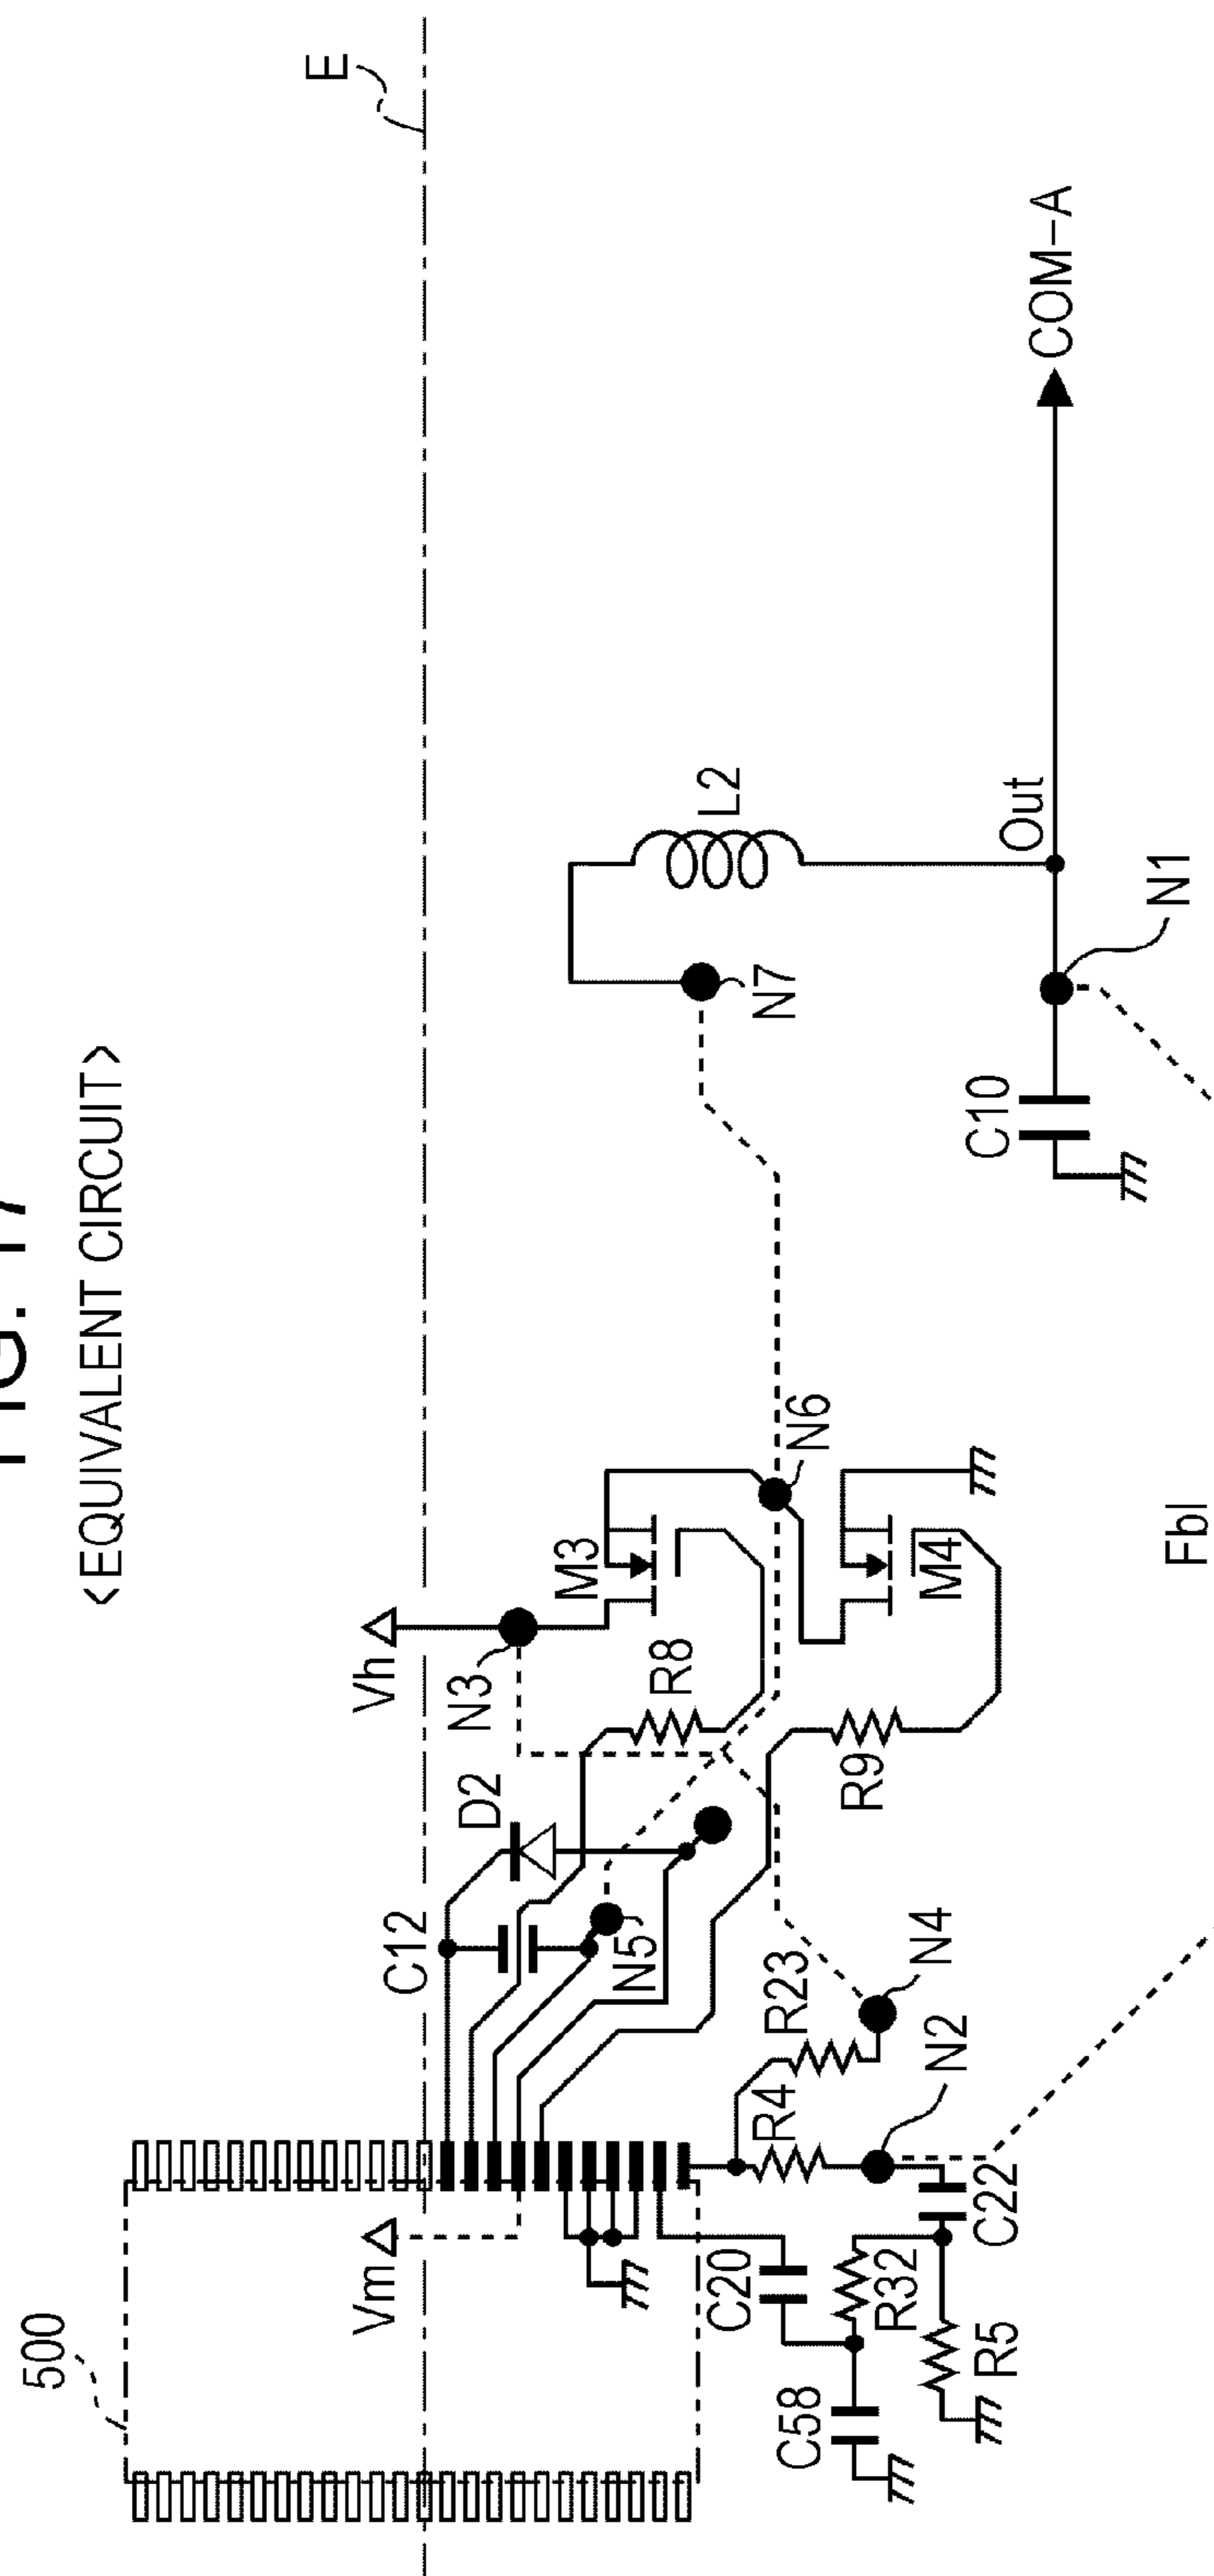 FIG. 17
<EQUIVALENT CIRCUIT>
E
Vh
N3
M3
N6
M4
R8
R9
D2
C12
N5
N4
R23
R4
N2
500
Vm
C20
R32
C22
C58
R5
L2
N7
Out
COM-A
C10
N1
Fbl